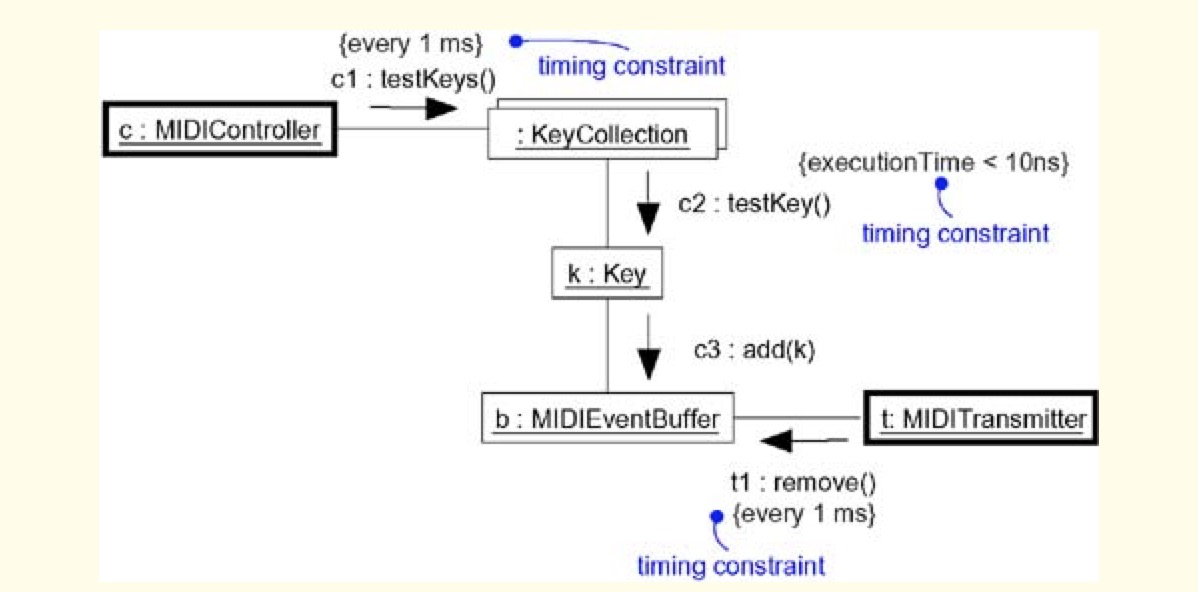 {every 1 ms}
timing constraint
c1 : testKeys()
c : MIDIController
: KeyCollection
{executionTime < 10ns}
c2 : testKey()
timing constraint
k : Key
c3 : add(k)
b : MIDIEventBuffer
t: MIDITransmitter
t1 : remove()
{every 1 ms}
timing constraint